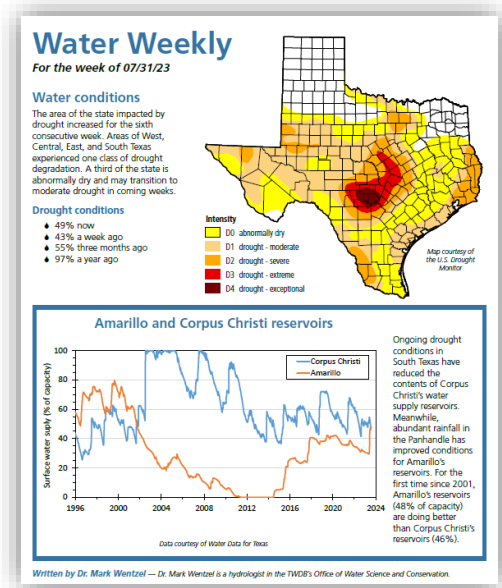 Water Weekly
For the week of 07/31/23
Water conditions
The area of the state impacted by
drought increased for the sixth
consecutive week. Areas of West,
Central, East, and South Texas
experienced one class of drought
degradation. A third of the state is
abnormally dry and may transition to
moderate drought in coming weeks.
Drought conditions
49% now
43% a week ago
55% three months ago
97% a year ago
Intensity
D0 abnormally dry
D1 drought - moderate
D2 drought - severe
D3 drought - extreme
D4 drought - exceptional
Map courtesy of
the U.S. Drought
Monitor
Amarillo and Corpus Christi reservoirs
Surface water suply (% of capacity)
100
80
60
40
20
0
1996 2000 2004 2008 2012 2016 2020 2024
Corpus Christi
Amarillo
Data courtesy of Water Data for Texas
Ongoing drought
conditions in
South Texas have
reduced the
contents of Corpus
Christi's water
supply reservoirs.
Meanwhile,
abundant rainfall in
the Panhandle has
improved conditions
for Amarillo's
reservoirs. For the
first time since 2001,
Amarillo's reservoirs
(48% of capacity)
are doing better
than Corpus Christi's
reservoirs (46%).
Written by Dr. Mark Wentzel — Dr. Mark Wentzel is a hydrologist in the TWDB's Office of Water Science and Conservation.